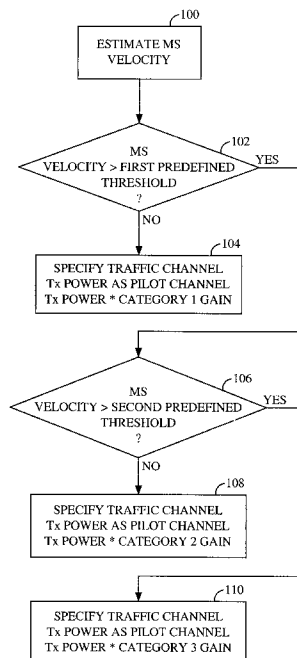 100
ESTIMATE MS
VELOCITY
102
MS
VELOCITY > FIRST PREDEFINED
THRESHOLD
?
YES
NO
104
SPECIFY TRAFFIC CHANNEL
Tx POWER AS PILOT CHANNEL
Tx POWER * CATEGORY 1 GAIN
106
MS
VELOCITY > SECOND PREDEFINED
THRESHOLD
?
YES
NO
108
SPECIFY TRAFFIC CHANNEL
Tx POWER AS PILOT CHANNEL
Tx POWER * CATEGORY 2 GAIN
110
SPECIFY TRAFFIC CHANNEL
Tx POWER AS PILOT CHANNEL
Tx POWER * CATEGORY 3 GAIN